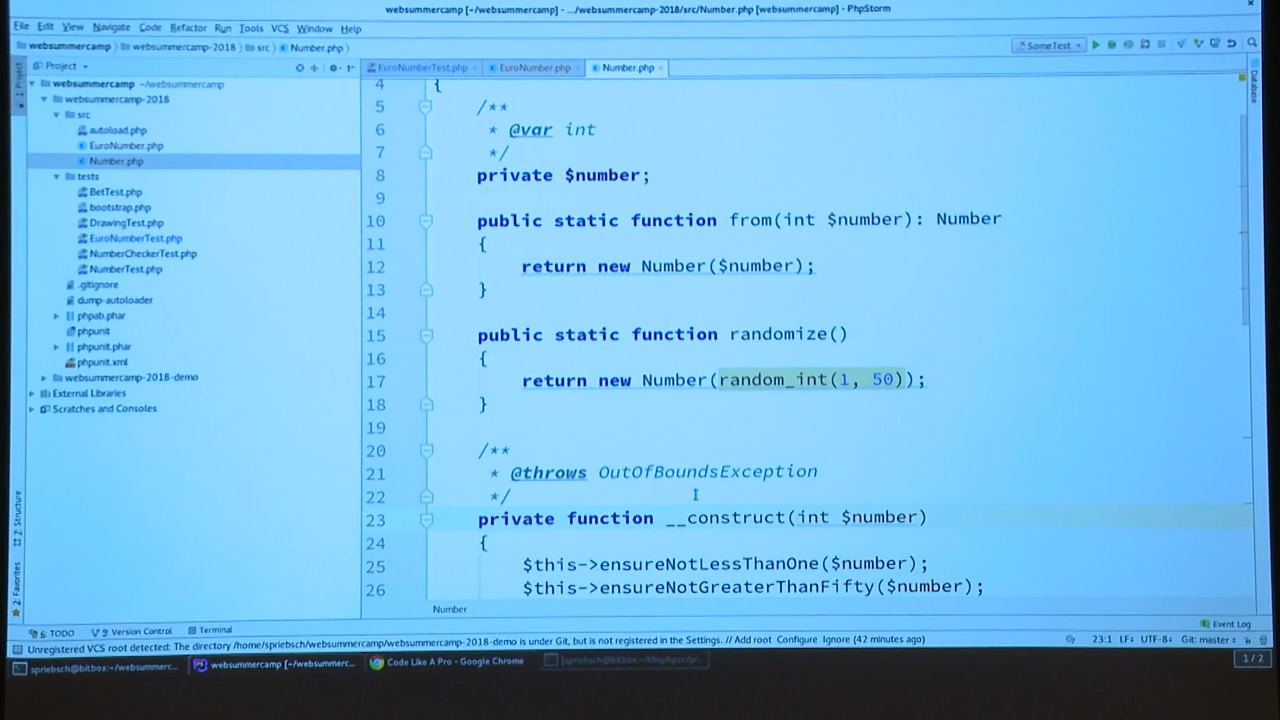 websummercamp [~/websummercamp] - .../websummercamp-2018/src/Number.php [websummercamp] - PhpStorm
File Edit View Navigate Code Refactor Run Tools VCS Window Help
websummercamp websummercamp-2018 src Number.php
SomeTest
Project
EuroNumberTest.php EuroNumber.php Number.php
1: Project
Database
websummercamp ~/websummercamp
websummercamp-2018
src
autoload.php
EuroNumber.php
Number.php
tests
BetTest.php
bootstrap.php
DrawingTest.php
EuroNumberTest.php
NumberCheckerTest.php
NumberTest.php
.gitignore
dump-autoloader
phpab.phar
phpunit
phpunit.phar
phpunit.xml
websummercamp-2018-demo
External Libraries
Scratches and Consoles
Z: Structure
2: Favorites
4 {
5 /**
6 * @var int
7 */
8 private $number;
9
10 public static function from(int $number): Number
11 {
12 return new Number($number);
13 }
14
15 public static function randomize()
16 {
17 return new Number(random_int(1, 50));
18 }
19
20 /**
21 * @throws OutOfBoundsException
22 */
23 private function __construct(int $number)
24 {
25 $this->ensureNotLessThanOne($number);
26 $this->ensureNotGreaterThanFifty($number);
Number
6: TODO 9: Version Control Terminal
Event Log
Unregistered VCS root detected: The directory /home/spriebsch/websummercamp/websummercamp-2018-demo is under Git, but is not registered in the Settings. // Add root Configure Ignore (42 minutes ago)
23:1 LF÷ UTF-8÷ Git: master÷
spriebsch@bitbox:~/websummerc... websummercamp [~/websummerc... Code Like A Pro - Google Chrome [spriebsch@bitbox:~/thephpcc/pr...
1 / 2